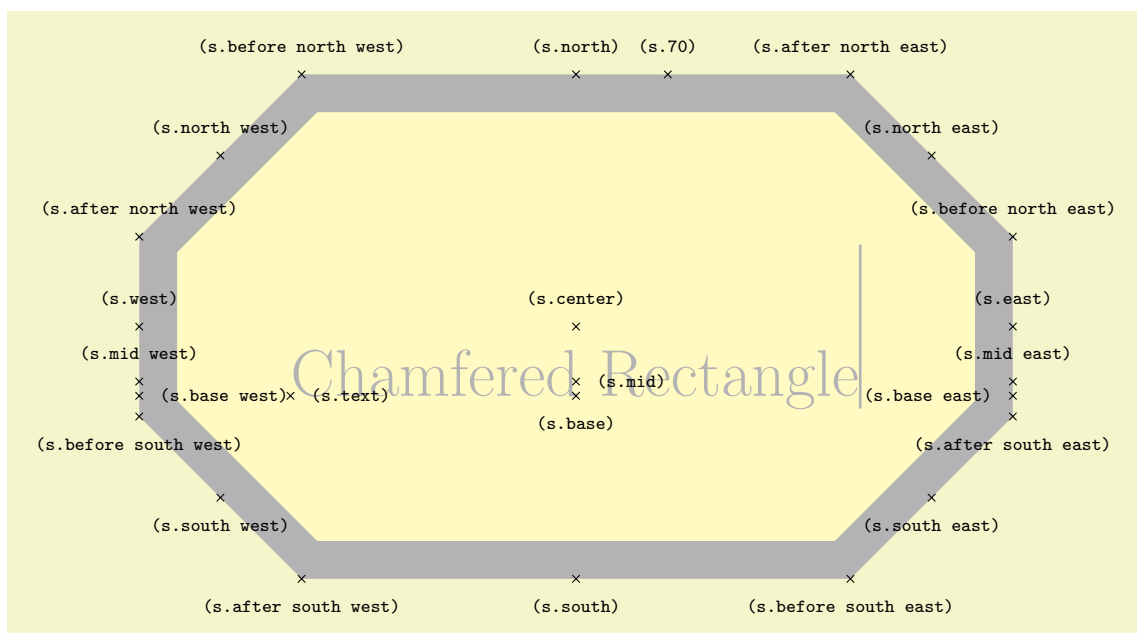 (s.before north west) (s.north) (s.70) (s.after north east)
(s.north west) (s.north east)
(s.after north west) (s.before north east)
(s.west) (s.center) (s.east)
(s.mid west) (s.mid east)
Chamfered Rectangle
(s.mid)
(s.base west) (s.text) (s.base east)
(s.base)
(s.before south west) (s.after south east)
(s.south west) (s.south east)
(s.after south west) (s.south) (s.before south east)